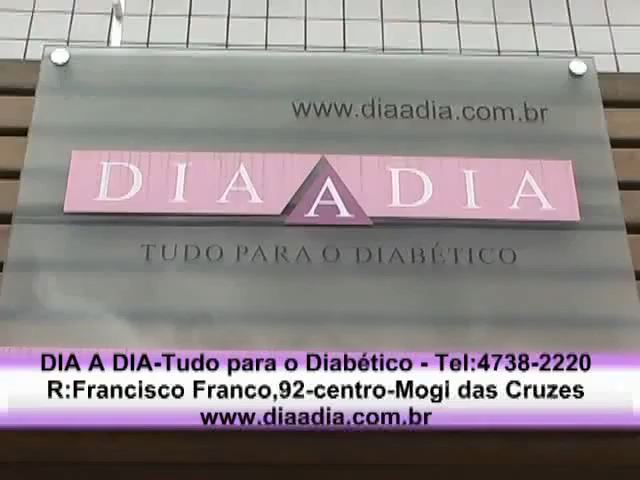 www.diaadia.com.br
DIA A DIA
TUDO PARA O DIABÉTICO
DIA A DIA-Tudo para o Diabético - Tel:4738-2220
R:Francisco Franco,92-centro-Mogi das Cruzes
www.diaadia.com.br